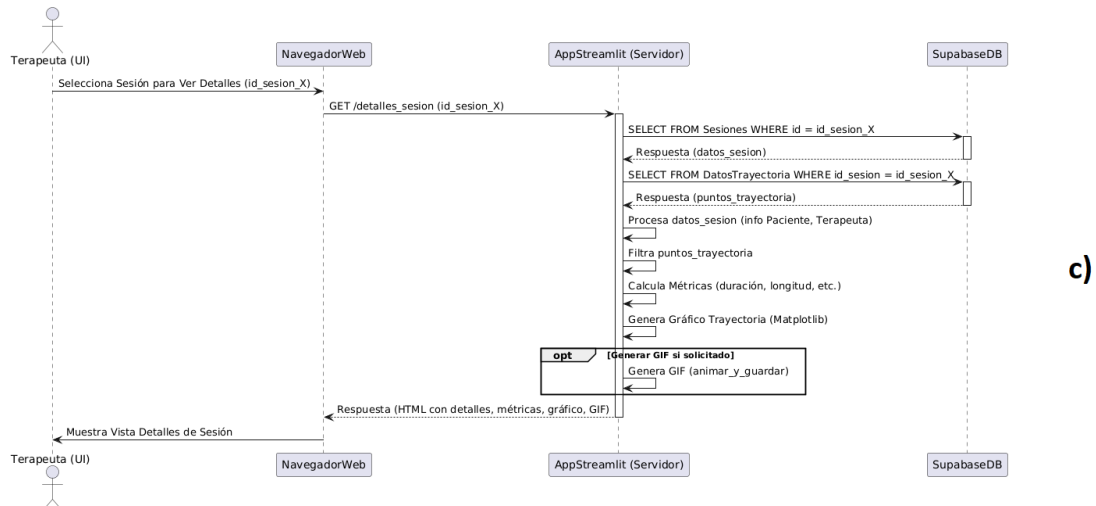 Terapeuta (UI)
NavegadorWeb
AppStreamlit (Servidor)
SupabaseDB
Selecciona Sesión para Ver Detalles (id_sesion_X)
GET /detalles_sesion (id_sesion_X)
SELECT FROM Sesiones WHERE id = id_sesion_X
Respuesta (datos_sesion)
SELECT FROM DatosTrayectoria WHERE id_sesion = id_sesion_X
Respuesta (puntos_trayectoria)
Procesa datos_sesion (info Paciente, Terapeuta)
Filtra puntos_trayectoria
c)
Calcula Métricas (duración, longitud, etc.)
Genera Gráfico Trayectoria (Matplotlib)
opt
[Generar GIF si solicitado]
Genera GIF (animar_y_guardar)
Respuesta (HTML con detalles, métricas, gráfico, GIF)
Muestra Vista Detalles de Sesión
Terapeuta (UI)
NavegadorWeb
AppStreamlit (Servidor)
SupabaseDB